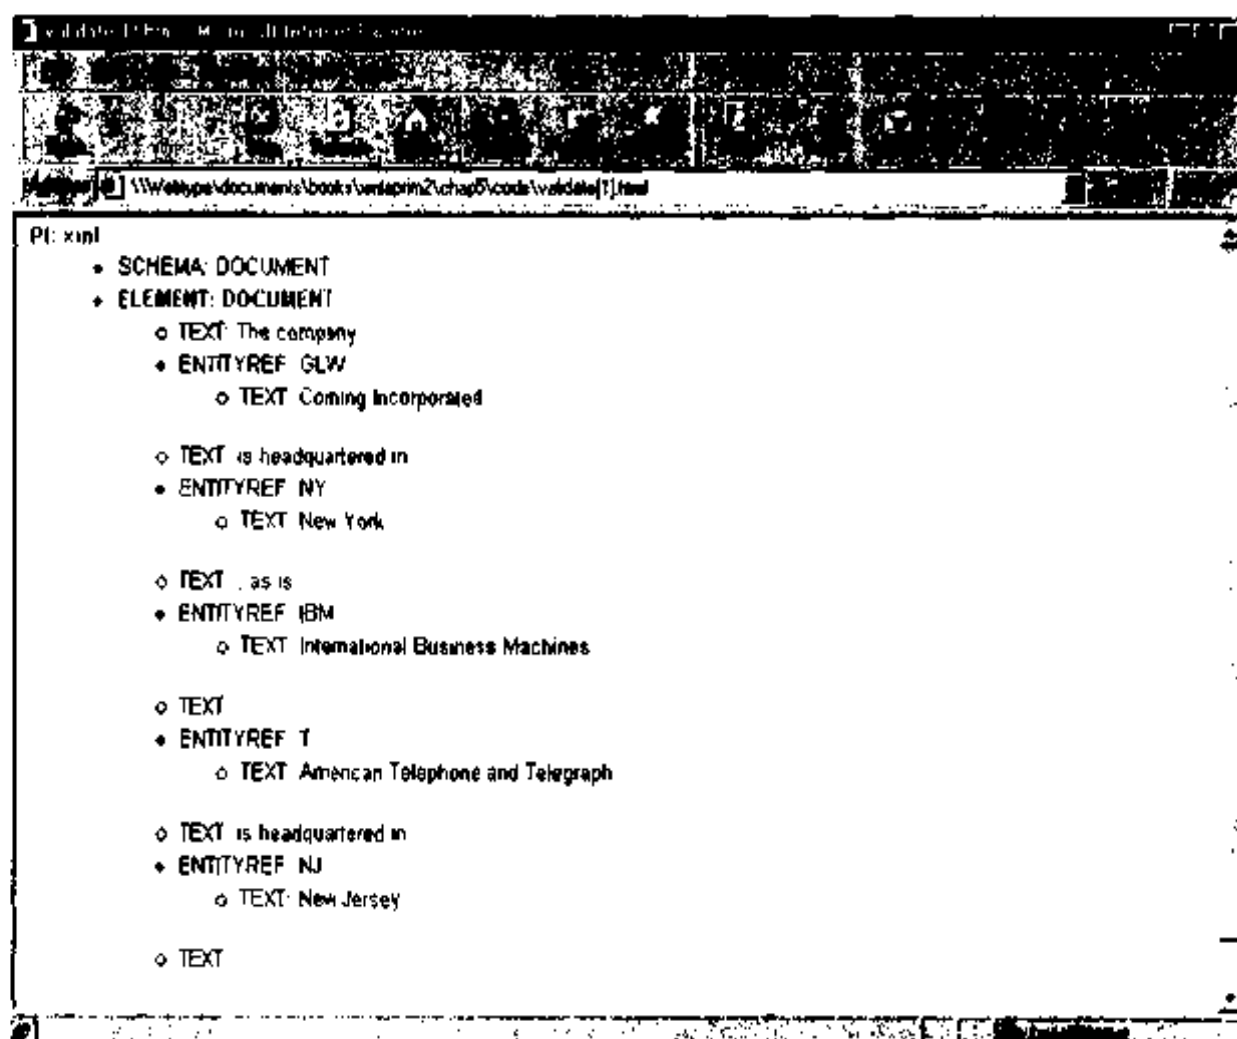 \\Webtype\documents\books\xmlaprim2\chap5\code\validate[1].html
PI: xml
SCHEMA: DOCUMENT
ELEMENT: DOCUMENT
TEXT: The company
ENTITYREF GLW
TEXT Corning Incorporated
TEXT is headquartered in
ENTITYREF NY
TEXT New York
TEXT , as is
ENTITYREF IBM
TEXT International Business Machines
TEXT
ENTITYREF T
TEXT American Telephone and Telegraph
TEXT is headquartered in
ENTITYREF NJ
TEXT: New Jersey
TEXT